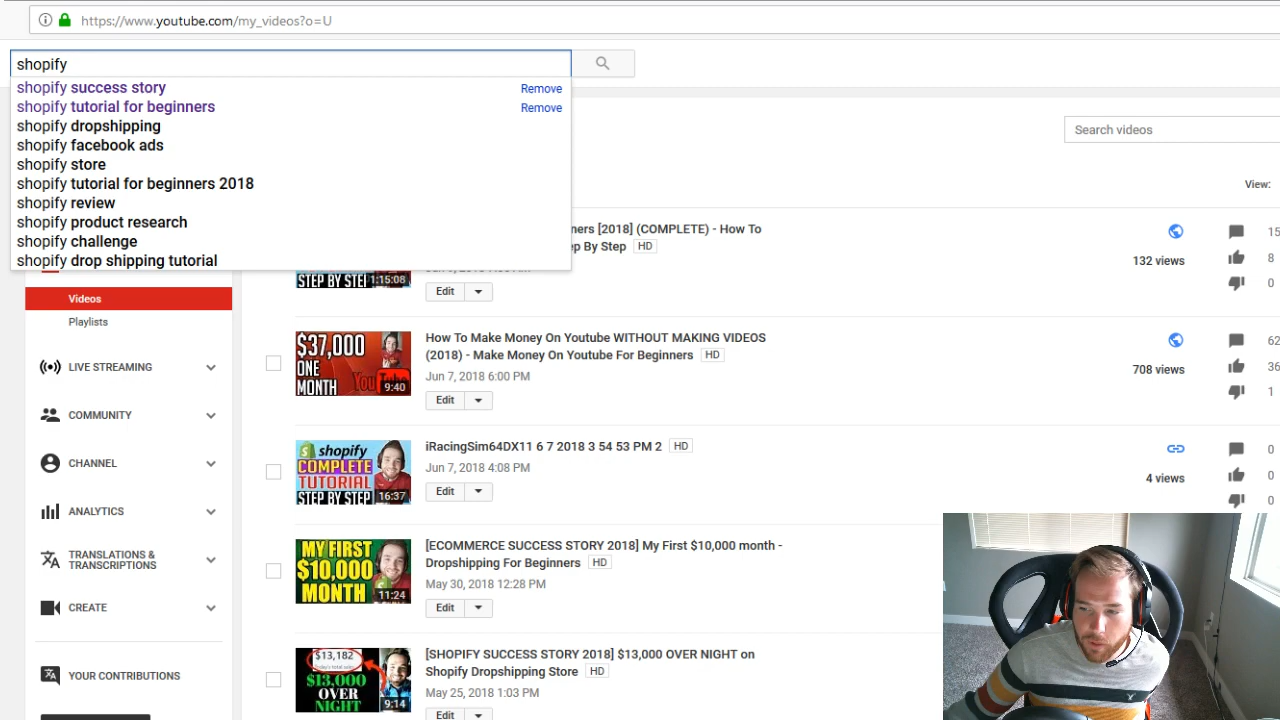 https://www.youtube.com/my_videos?o=U
shopify
shopify success story Remove
shopify tutorial for beginners Remove
shopify dropshipping
shopify facebook ads
shopify store
shopify tutorial for beginners 2018
shopify review
shopify product research
shopify challenge
shopify drop shipping tutorial
Search videos
View:
ners [2018] (COMPLETE) - How To
ep By Step HD
132 views
15
8
0
STEP BY STEP 1:15:08
Edit
Videos
Playlists
LIVE STREAMING
COMMUNITY
CHANNEL
ANALYTICS
TRANSLATIONS &
TRANSCRIPTIONS
CREATE
YOUR CONTRIBUTIONS
$37,000
ONE
MONTH
You Tube
9:40
How To Make Money On Youtube WITHOUT MAKING VIDEOS
(2018) - Make Money On Youtube For Beginners HD
Jun 7, 2018 6:00 PM
Edit
708 views
62
36
1
shopify
COMPLETE
TUTORIAL
STEP BY STEP
16:37
iRacingSim64DX11 6 7 2018 3 54 53 PM 2 HD
Jun 7, 2018 4:08 PM
Edit
4 views
0
0
0
MY FIRST
$10,000
MONTH
11:24
[ECOMMERCE SUCCESS STORY 2018] My First $10,000 month -
Dropshipping For Beginners HD
May 30, 2018 12:28 PM
Edit
$13,182
$13,000
OVER
NIGHT
9:14
[SHOPIFY SUCCESS STORY 2018] $13,000 OVER NIGHT on
Shopify Dropshipping Store HD
May 25, 2018 1:03 PM
Edit